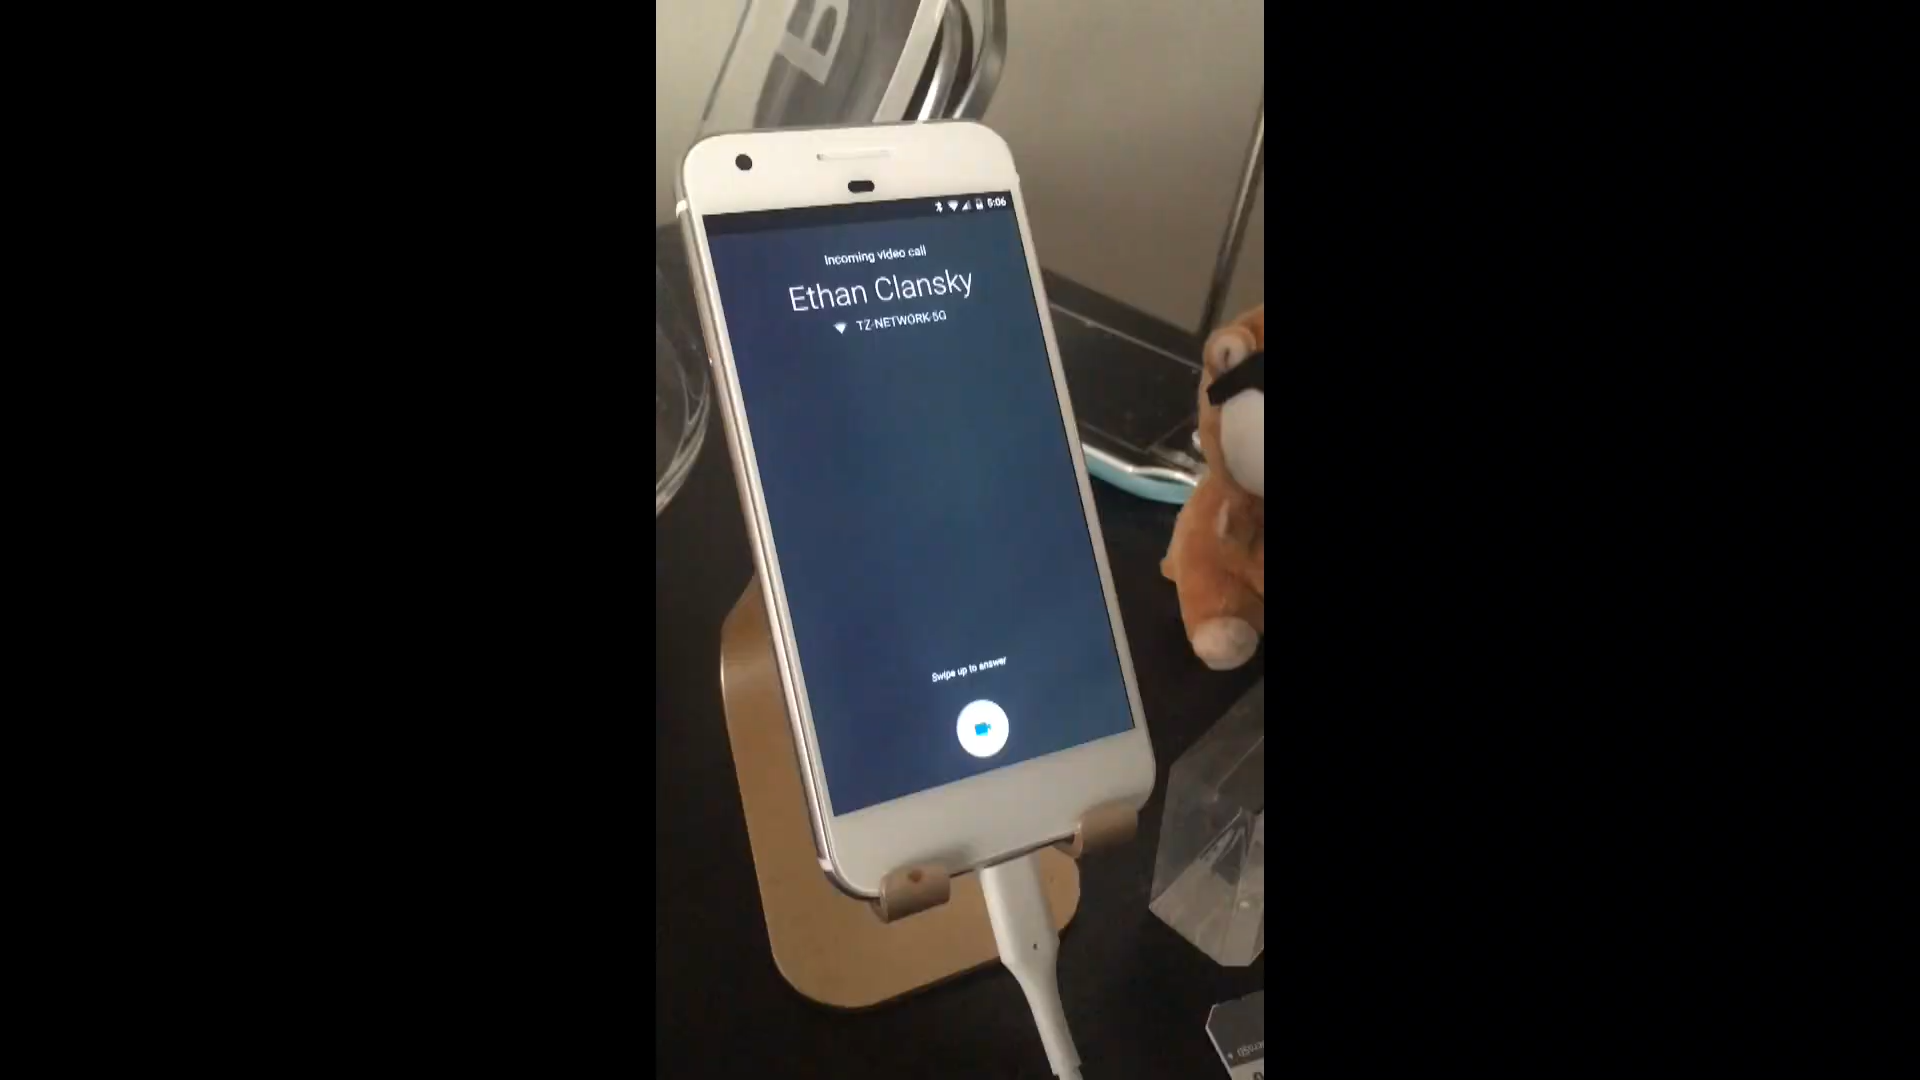 B
5:06
Incoming video call
Ethan Clansky
TZ-NETWORK-5G
Swipe up to answer